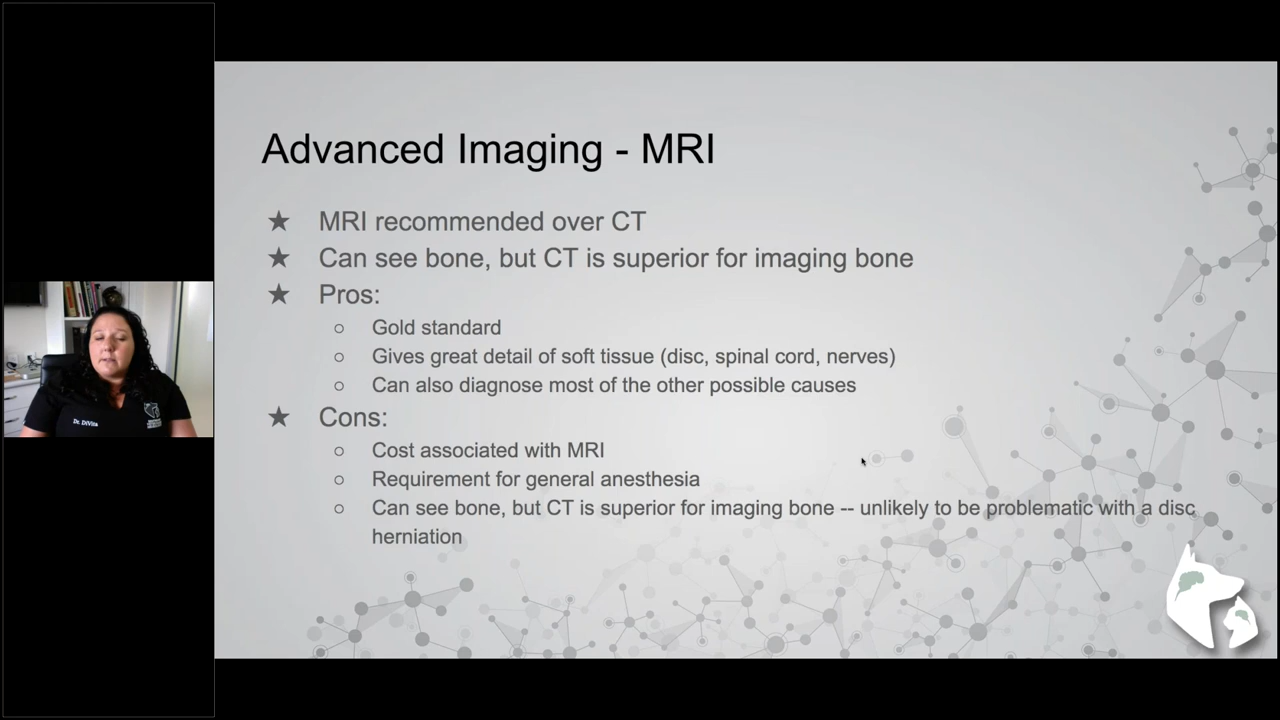 Advanced Imaging - MRI
★ MRI recommended over CT
★ Can see bone, but CT is superior for imaging bone
★ Pros:
○ Gold standard
○ Gives great detail of soft tissue (disc, spinal cord, nerves)
○ Can also diagnose most of the other possible causes
★ Cons:
○ Cost associated with MRI
○ Requirement for general anesthesia
○ Can see bone, but CT is superior for imaging bone -- unlikely to be problematic with a disc
herniation
Dr. DiVita